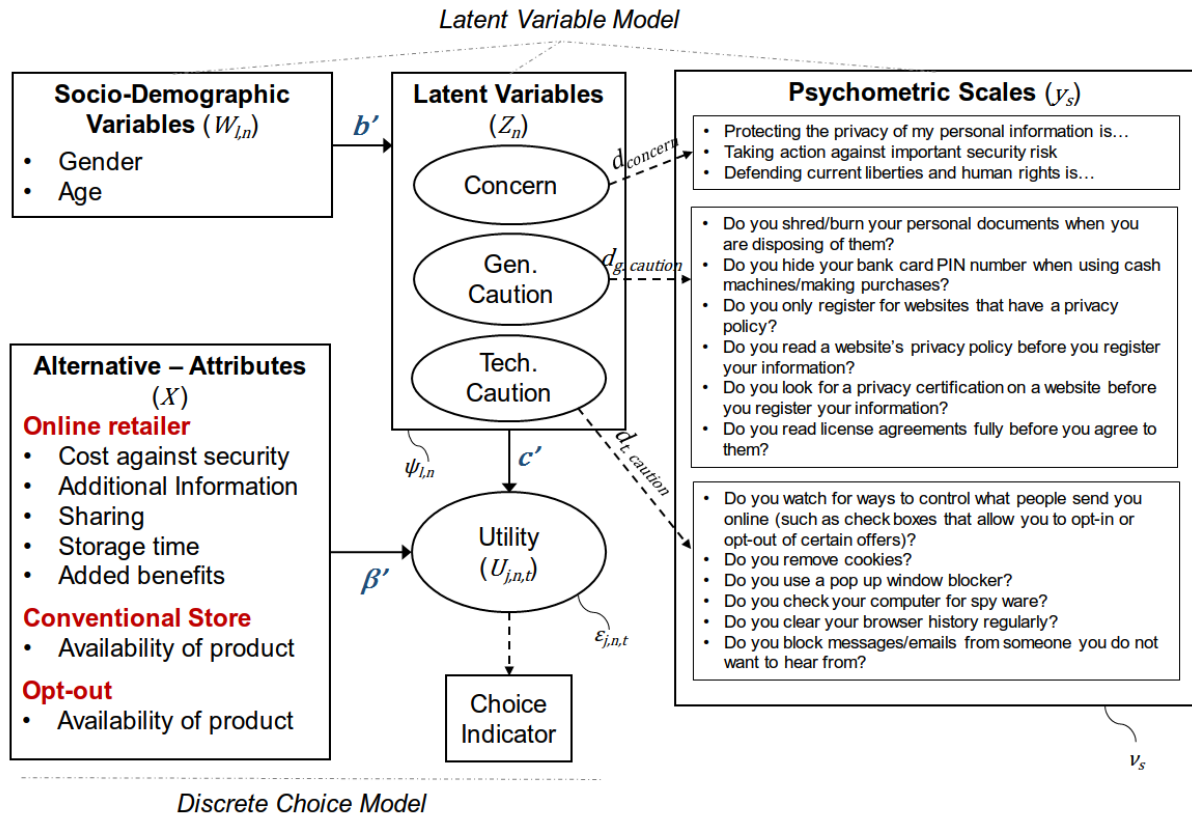 Latent Variable Model
Socio-Demographic
Variables (W_{l,n})
• Gender
• Age
b'
Latent Variables
(Z_n)
Concern
Gen.
Caution
Tech.
Caution
ψ_{l,n}
d_{concern}
d_{g. caution}
d_{t. caution}
Psychometric Scales (y_s)
• Protecting the privacy of my personal information is…
• Taking action against important security risk
• Defending current liberties and human rights is…
• Do you shred/burn your personal documents when you
are disposing of them?
• Do you hide your bank card PIN number when using cash
machines/making purchases?
• Do you only register for websites that have a privacy
policy?
• Do you read a website's privacy policy before you register
your information?
• Do you look for a privacy certification on a website before
you register your information?
• Do you read license agreements fully before you agree to
them?
• Do you watch for ways to control what people send you
online (such as check boxes that allow you to opt-in or
opt-out of certain offers)?
• Do you remove cookies?
• Do you use a pop up window blocker?
• Do you check your computer for spy ware?
• Do you clear your browser history regularly?
• Do you block messages/emails from someone you do not
want to hear from?
ν_s
Alternative – Attributes
(X)
Online retailer
• Cost against security
• Additional Information
• Sharing
• Storage time
• Added benefits
Conventional Store
• Availability of product
Opt-out
• Availability of product
β'
c'
Utility
(U_{j,n,t})
ε_{j,n,t}
Choice
Indicator
Discrete Choice Model